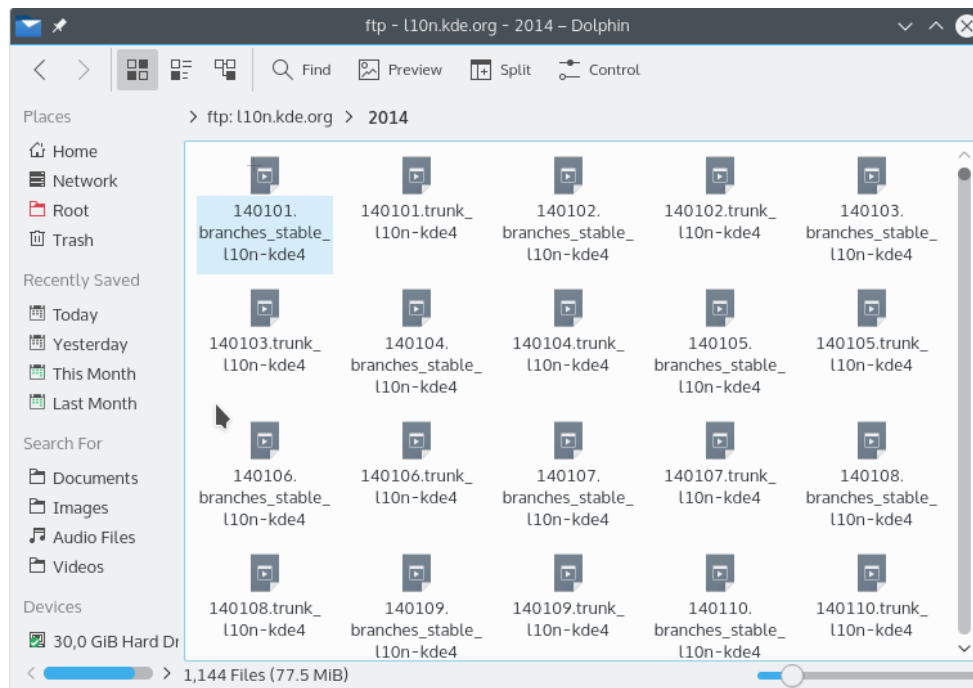 ftp - l10n.kde.org - 2014 – Dolphin
Find Preview Split Control
Places
Home
Network
Root
Trash
Recently Saved
Today
Yesterday
This Month
Last Month
Search For
Documents
Images
Audio Files
Videos
Devices
30,0 GiB Hard Dr
> ftp: l10n.kde.org > 2014
140101.
branches_stable_
l10n-kde4
140101.trunk_
l10n-kde4
140102.
branches_stable_
l10n-kde4
140102.trunk_
l10n-kde4
140103.
branches_stable_
l10n-kde4
140103.trunk_
l10n-kde4
140104.
branches_stable_
l10n-kde4
140104.trunk_
l10n-kde4
140105.
branches_stable_
l10n-kde4
140105.trunk_
l10n-kde4
140106.
branches_stable_
l10n-kde4
140106.trunk_
l10n-kde4
140107.
branches_stable_
l10n-kde4
140107.trunk_
l10n-kde4
140108.
branches_stable_
l10n-kde4
140108.trunk_
l10n-kde4
140109.
branches_stable_
l10n-kde4
140109.trunk_
l10n-kde4
140110.
branches_stable_
l10n-kde4
140110.trunk_
l10n-kde4
1,144 Files (77.5 MiB)